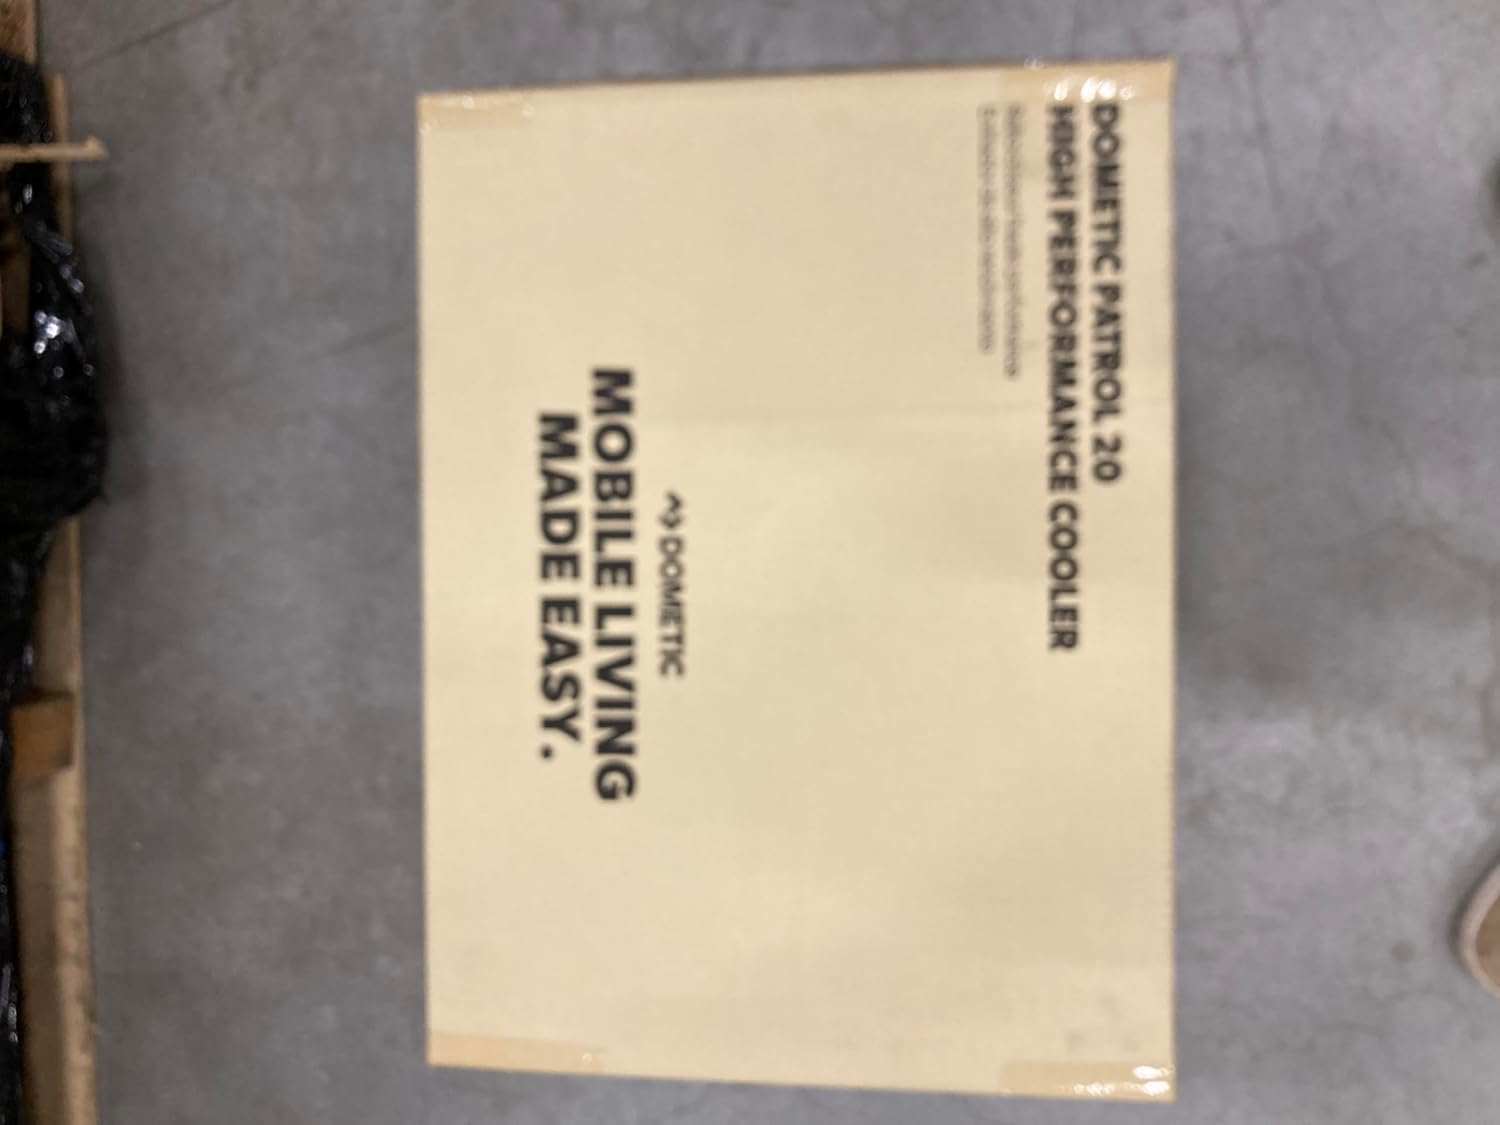 DOMETIC PATROL 20
HIGH PERFORMANCE COOLER
DOMETIC
MOBILE LIVING
MADE EASY.